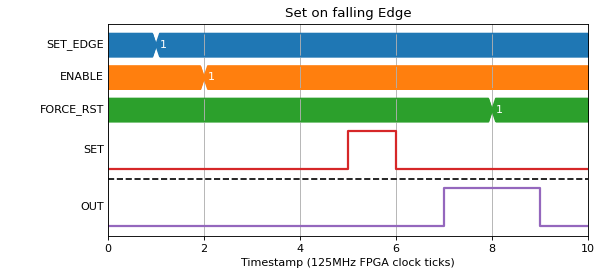 Set on falling Edge
SET_EDGE 1
ENABLE 1
FORCE_RST 1
SET
OUT
0 2 4 6 8 10
Timestamp (125MHz FPGA clock ticks)